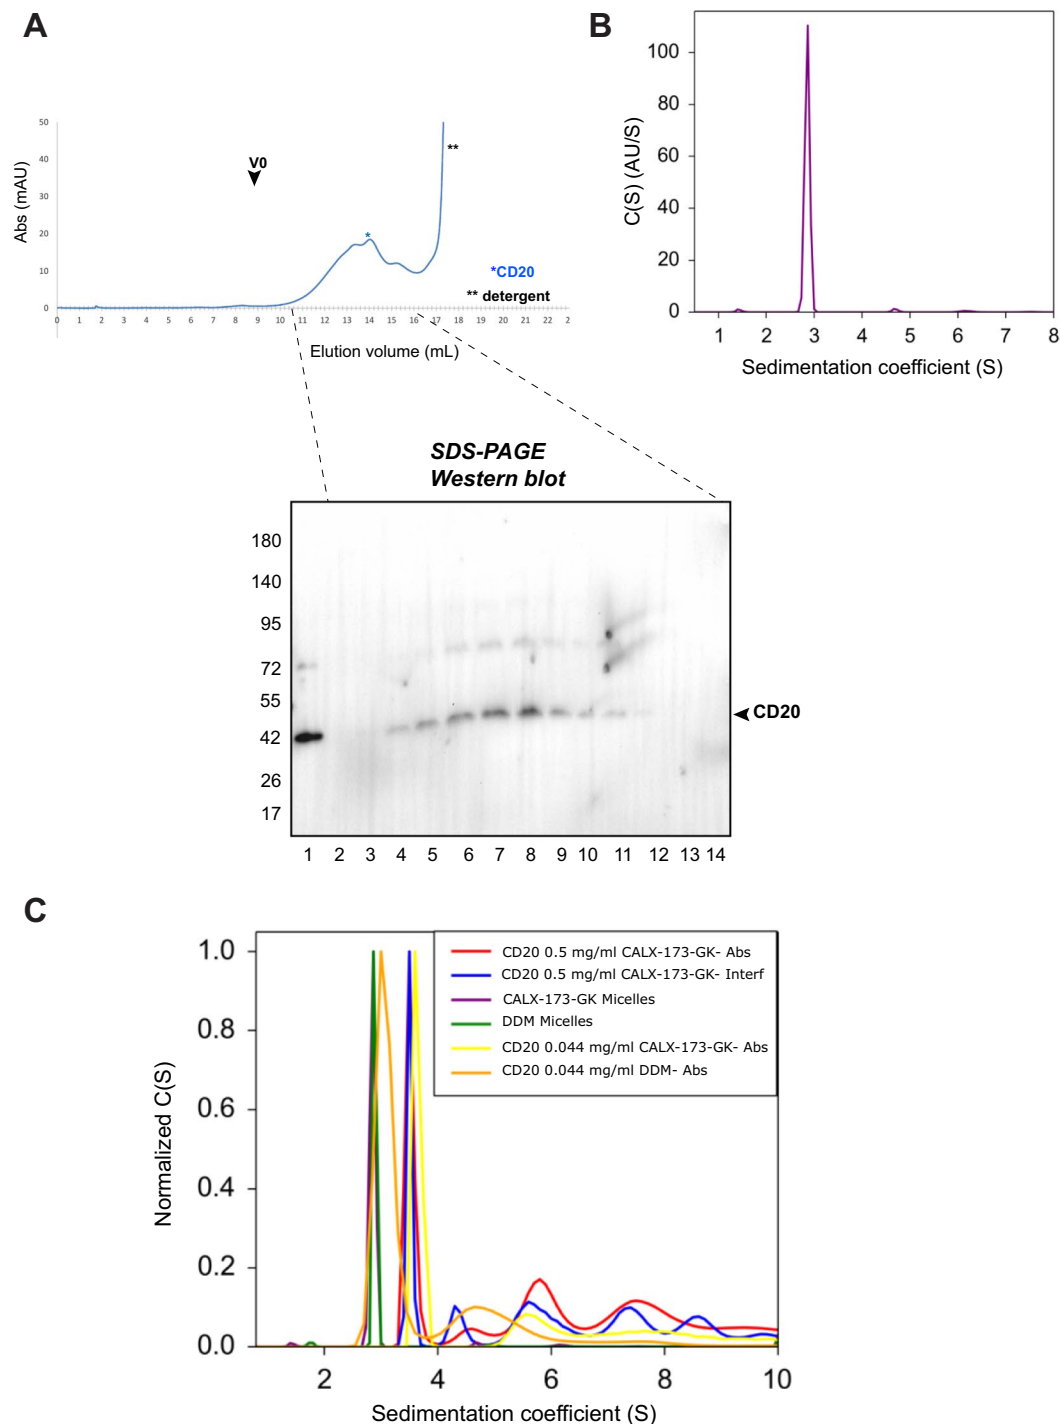 A
B
50
40
30
20
10
0
Abs (mAU)
V0
*
**
*CD20
** detergent
0 1 2 3 4 5 6 7 8 9 10 11 12 13 14 15 16 17 18 19 20 21 22 2
Elution volume (mL)
100
80
60
40
20
0
C(S) (AU/S)
1 2 3 4 5 6 7 8
Sedimentation coefficient (S)
SDS-PAGE
Western blot
180
140
95
72
55
42
26
17
CD20
1 2 3 4 5 6 7 8 9 10 11 12 13 14
C
1.0
0.8
0.6
0.4
0.2
0.0
Normalized C(S)
CD20 0.5 mg/ml CALX-173-GK- Abs
CD20 0.5 mg/ml CALX-173-GK- Interf
CALX-173-GK Micelles
DDM Micelles
CD20 0.044 mg/ml CALX-173-GK- Abs
CD20 0.044 mg/ml DDM- Abs
2 4 6 8 10
Sedimentation coefficient (S)